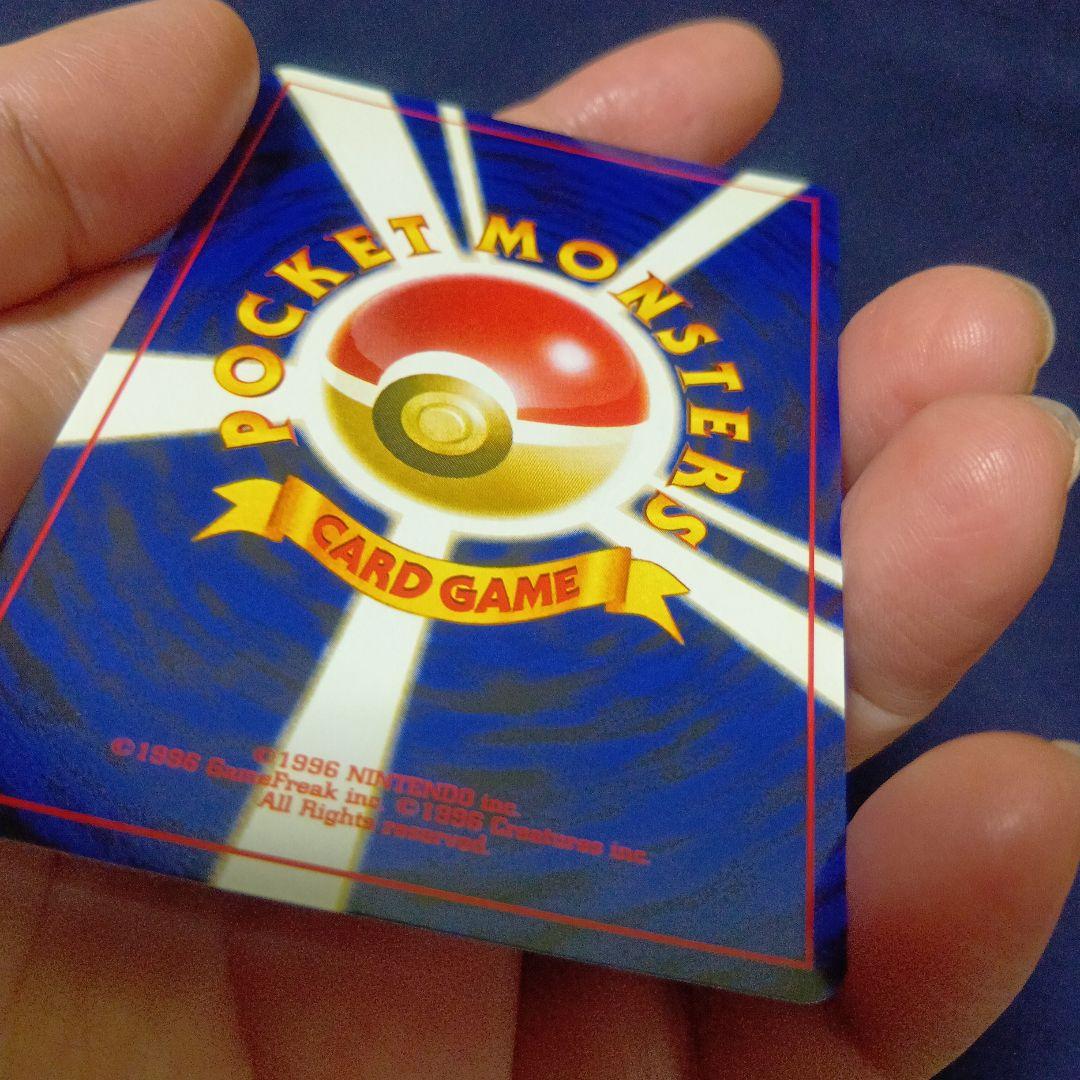 POCKET MONSTERS
CARD GAME
©1996 NINTENDO inc.
©1996 GameFreak inc. ©1996 Creatures inc.
All Rights reserved.